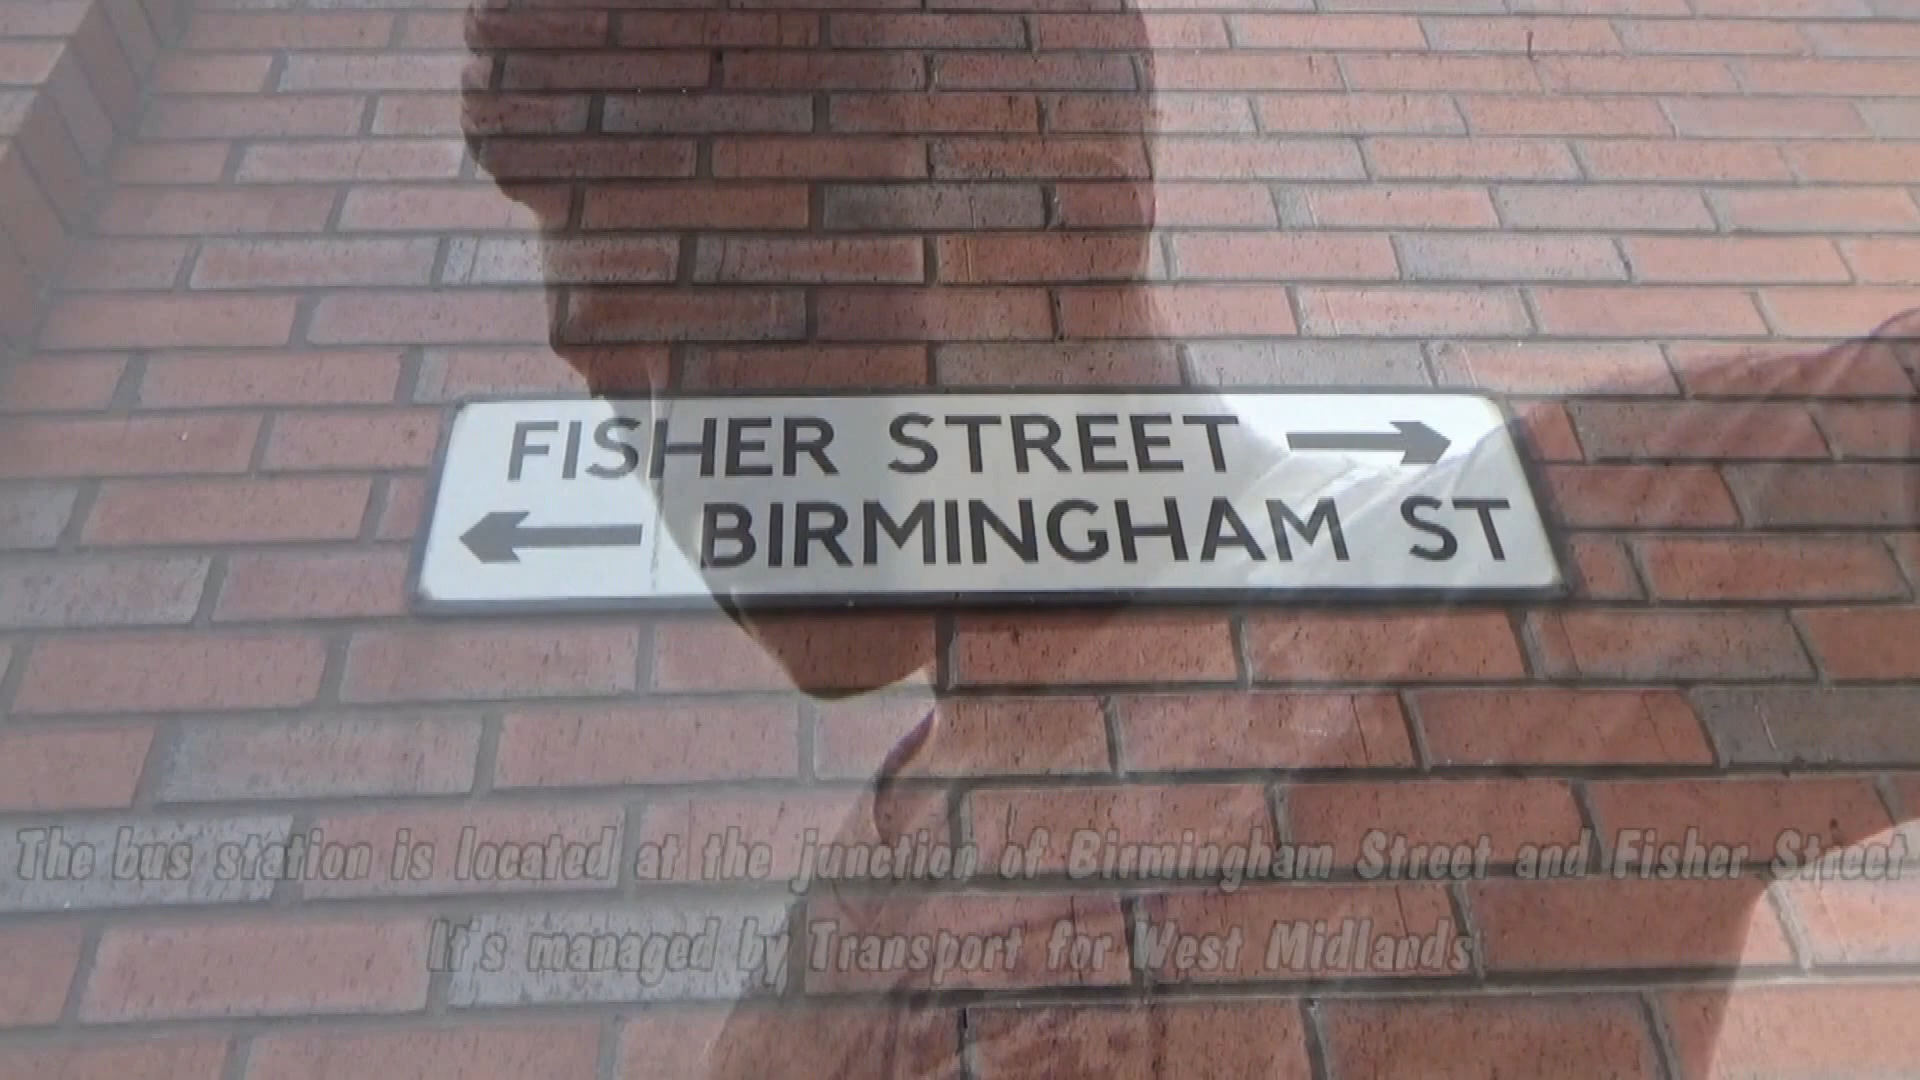 FISHER STREET
BIRMINGHAM ST
The bus station is located at the junction of Birmingham Street and Fisher Street
It's managed by Transport for West Midlands